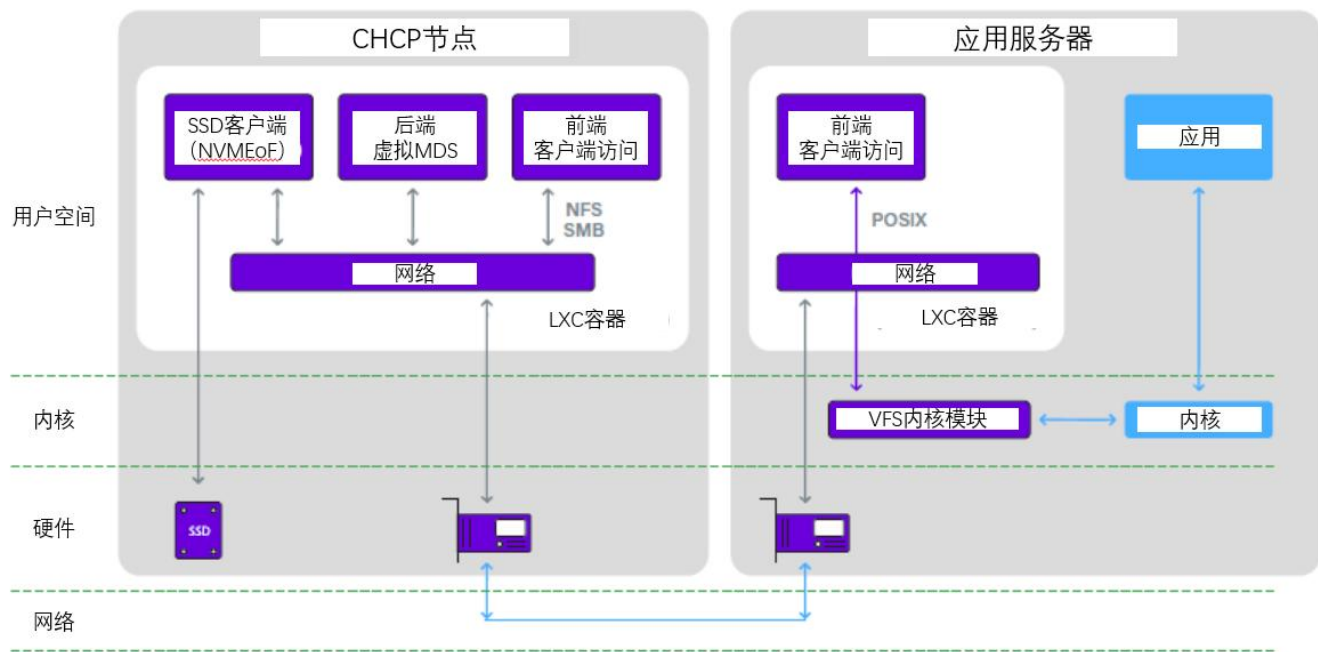 CHCP节点
应用服务器
SSD客户端
（NVMEoF）
后端
虚拟MDS
前端
客户端访问
前端
客户端访问
应用
用户空间
NFS
SMB
POSIX
网络
网络
LXC容器
LXC容器
内核
VFS内核模块
内核
硬件
SSD
网络